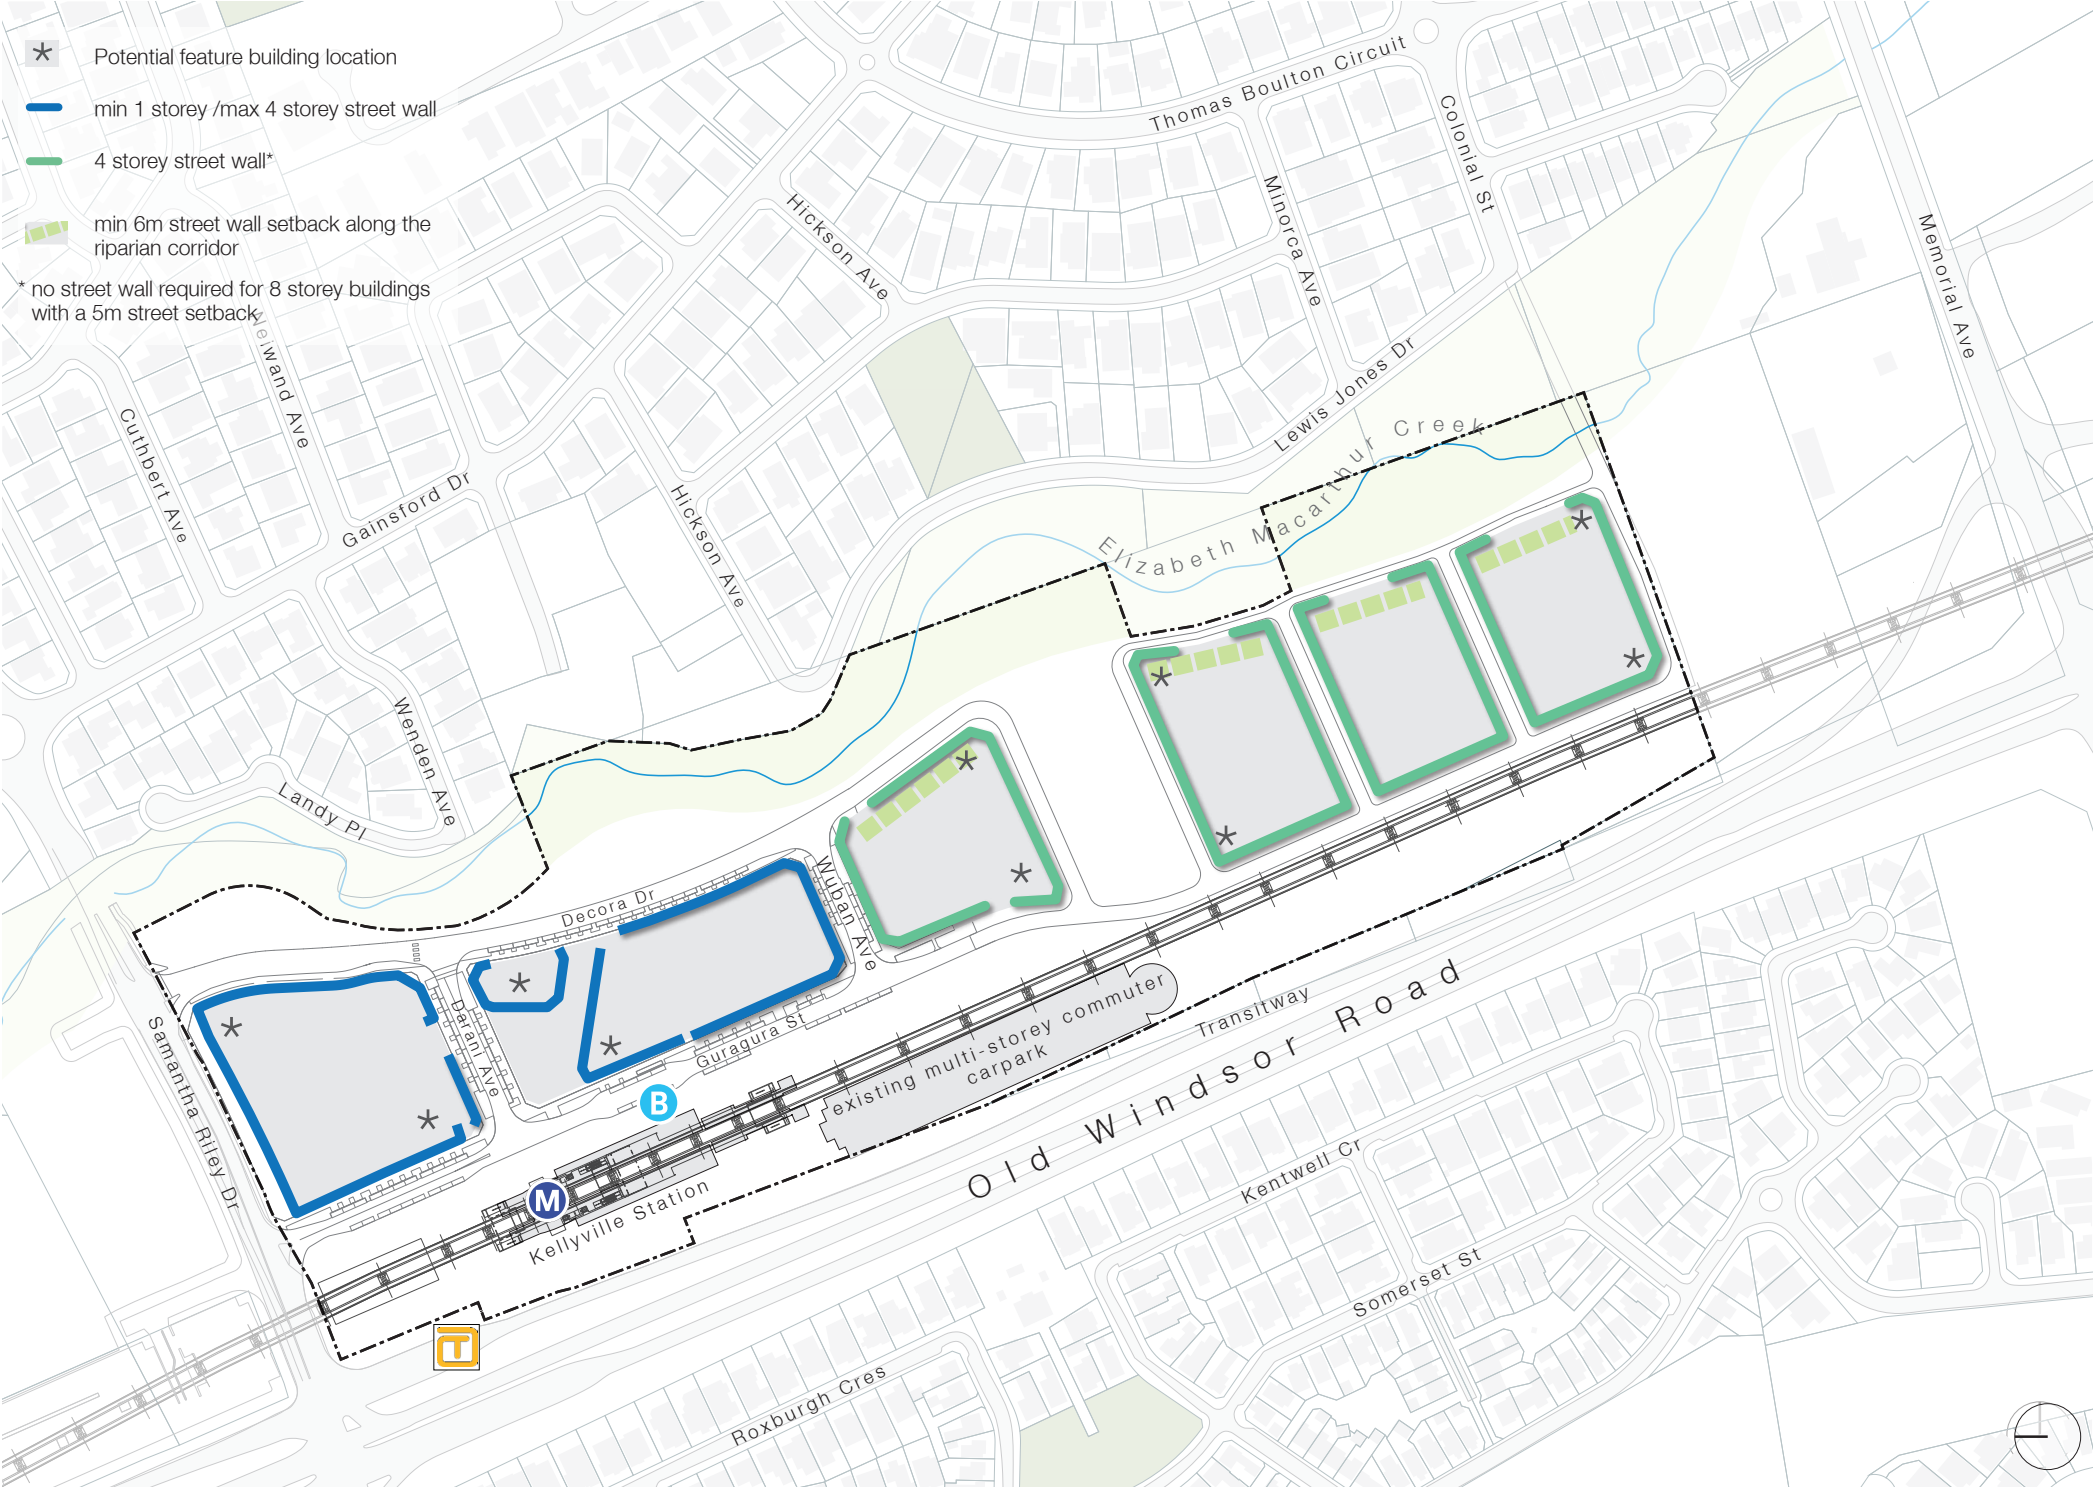 * Potential feature building location
min 1 storey /max 4 storey street wall
4 storey street wall*
min 6m street wall setback along the
riparian corridor
* no street wall required for 8 storey buildings
with a 5m street setback
Thomas Boulton Circuit
Colonial St
Minorca Ave
Hickson Ave
Memorial Ave
Neiwand Ave
Cuthbert Ave
Gainsford Dr
Lewis Jones Dr
Hickson Ave
Elizabeth Macarthur Creek
Wenden Ave
Landy Pl
Decora Dr
Wuban Ave
Darani Ave
Guragura St
Samantha Riley Dr
existing multi-storey commuter
carpark
Transitway
Old Windsor Road
B
M
Kellyville Station
T
Kentwell Cr
Somerset St
Roxburgh Cres